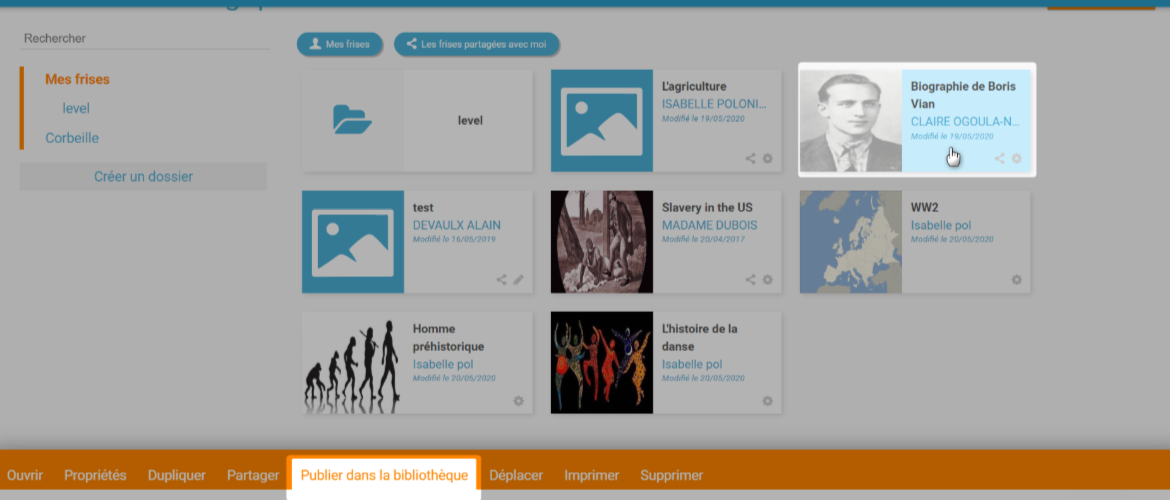 Rechercher
Mes frises
level
Corbeille
Créer un dossier
Mes frises
Les frises partagées avec moi
level
L'agriculture
ISABELLE POLONI...
Modifié le 19/05/2020
Biographie de Boris
Vian
CLAIRE OGOULA-N...
Modifié le 19/05/2020
test
DEVAULX ALAIN
Modifié le 16/05/2019
Slavery in the US
MADAME DUBOIS
Modifié le 20/04/2017
WW2
Isabelle pol
Modifié le 20/05/2020
Homme
préhistorique
Isabelle pol
Modifié le 20/05/2020
L'histoire de la
danse
Isabelle pol
Modifié le 20/05/2020
Ouvrir
Propriétés
Dupliquer
Partager
Publier dans la bibliothèque
Déplacer
Imprimer
Supprimer